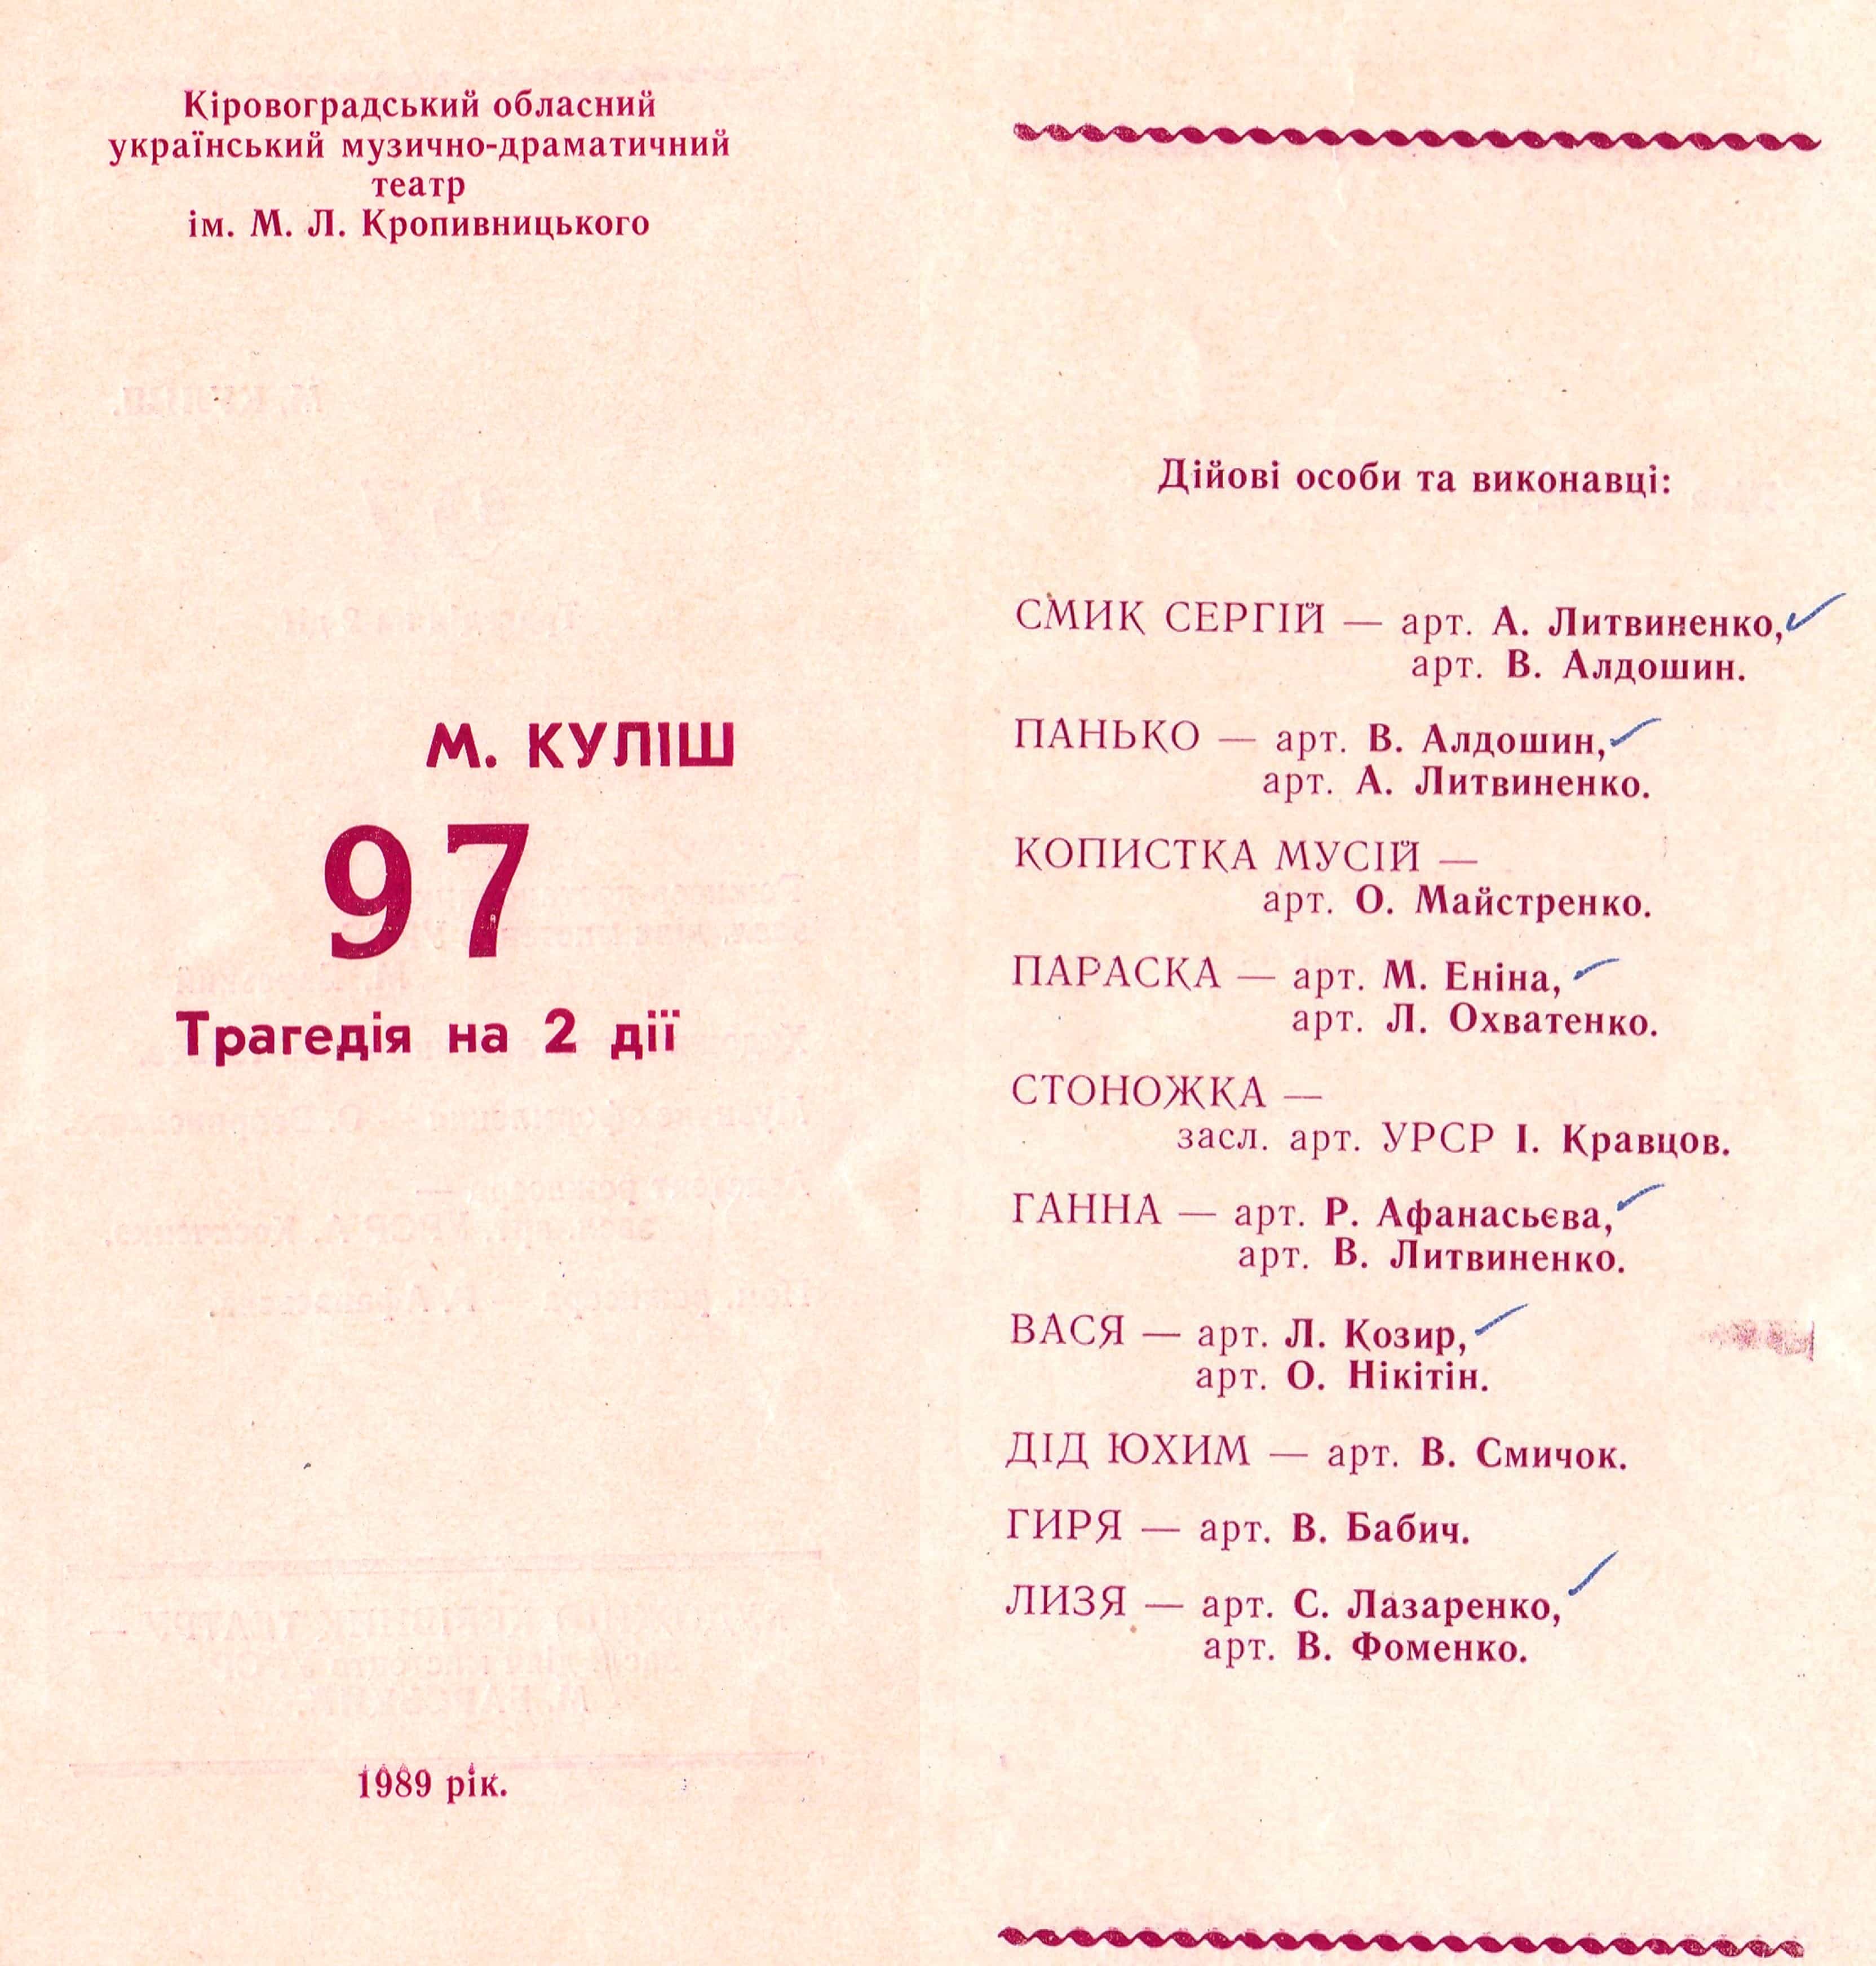 Кіровоградський обласний
український музично-драматичний
театр
ім. М. Л. Кропивницького
М. КУЛІШ
97
Трагедія на 2 дії
1989 рік.
Дійові особи та виконавці:
СМИК СЕРГІЙ — арт. А. Литвиненко,
арт. В. Алдошин.
ПАНЬКО — арт. В. Алдошин,
арт. А. Литвиненко.
КОПИСТКА МУСІЙ —
арт. О. Майстренко.
ПАРАСКА — арт. М. Еніна,
арт. Л. Охватенко.
СТОНОЖКА —
засл. арт. УРСР І. Кравцов.
ГАННА — арт. Р. Афанасьєва,
арт. В. Литвиненко.
ВАСЯ — арт. Л. Козир,
арт. О. Нікітін.
ДІД ЮХИМ — арт. В. Смичок.
ГИРЯ — арт. В. Бабич.
ЛИЗЯ — арт. С. Лазаренко,
арт. В. Фоменко.